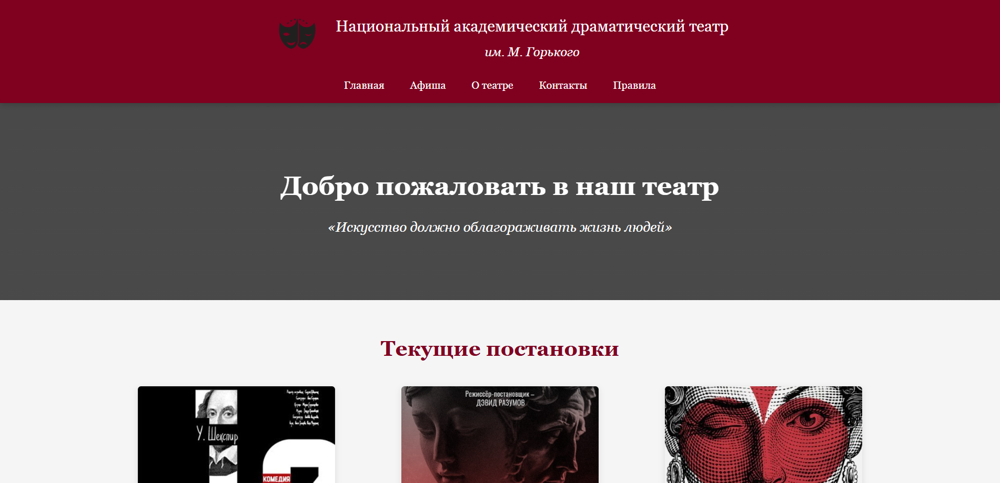 Национальный академический драматический театр
им. М. Горького
Главная Афиша О театре Контакты Правила
Добро пожаловать в наш театр
«Искусство должно облагораживать жизнь людей»
Текущие постановки
У. Шекспир
КОМЕДИЯ
Режиссёр-постановщик –
ДЭВИД РАЗУМОВ